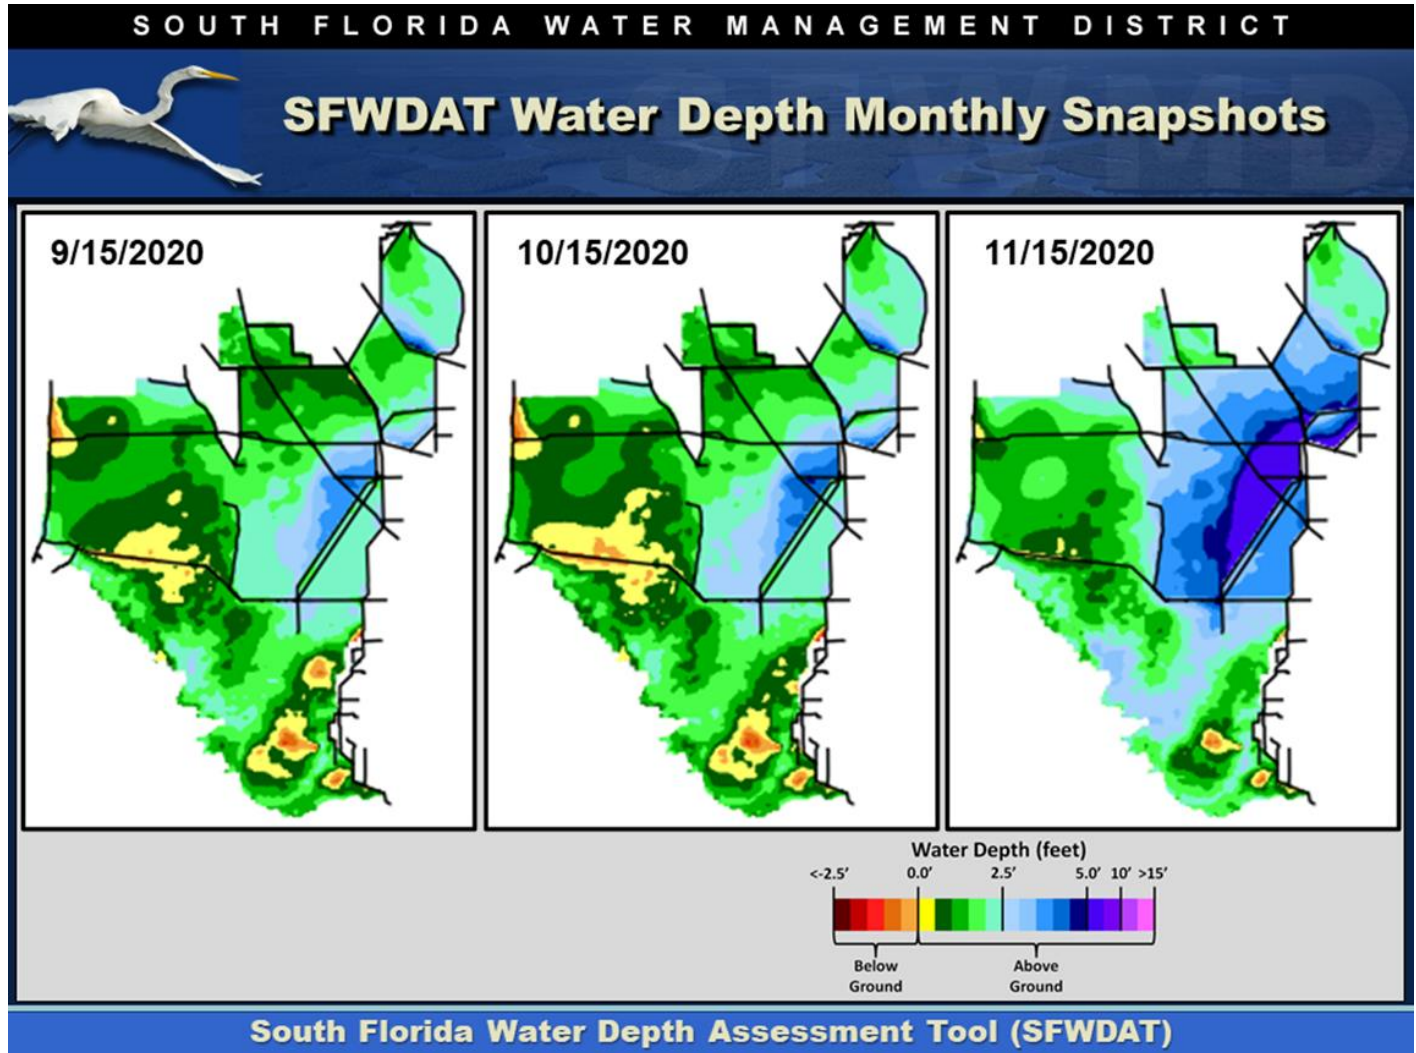 SOUTH FLORIDA WATER MANAGEMENT DISTRICT
SFWMD
SFWDAT Water Depth Monthly Snapshots
9/15/2020
10/15/2020
11/15/2020
Water Depth (feet)
<-2.5' 0.0' 2.5' 5.0' 10' >15'
Below Ground
Above Ground
South Florida Water Depth Assessment Tool (SFWDAT)